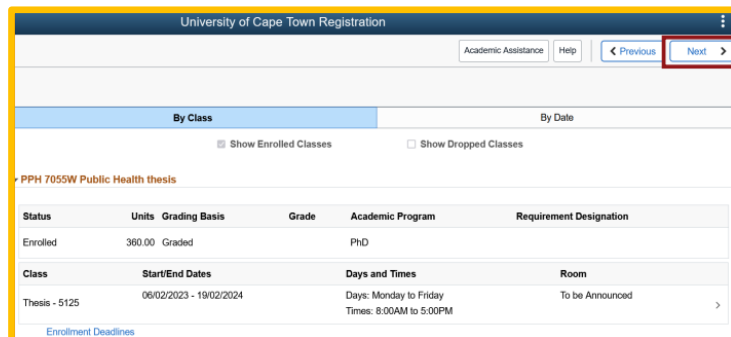 University of Cape Town Registration
Academic Assistance Help Previous Next
By Class By Date
Show Enrolled Classes Show Dropped Classes
PPH 7055W Public Health thesis
Status Units Grading Basis Grade Academic Program Requirement Designation
Enrolled 360.00 Graded PhD
Class Start/End Dates Days and Times Room
Thesis - 5125 06/02/2023 - 19/02/2024 Days: Monday to Friday To be Announced
Times: 8:00AM to 5:00PM
Enrollment Deadlines